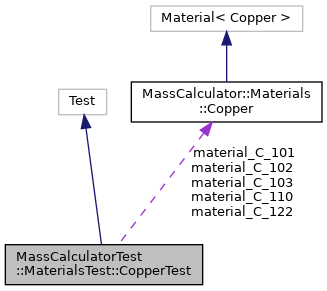 Material< Copper >
Test
MassCalculator::Materials
::Copper
material_C_101
material_C_102
material_C_103
material_C_110
material_C_122
MassCalculatorTest
::MaterialsTest::CopperTest